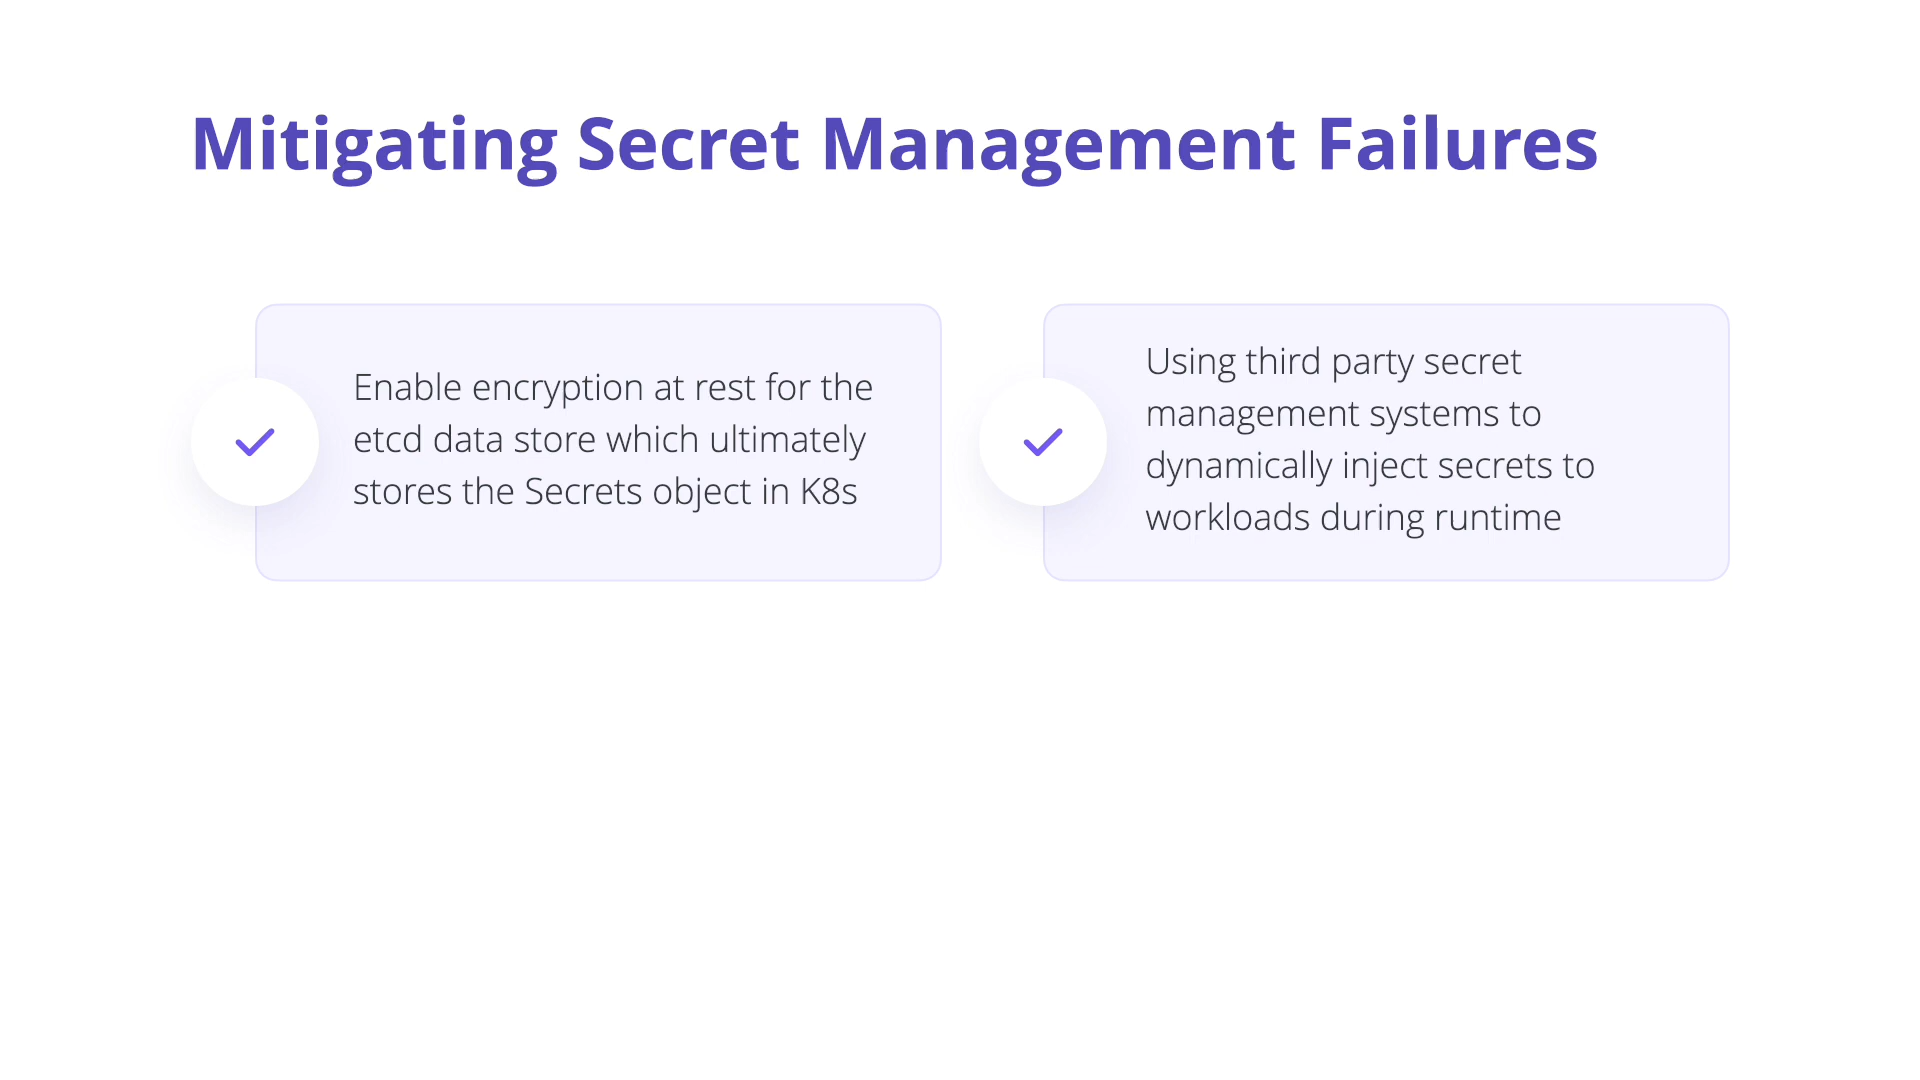 Mitigating Secret Management Failures
Enable encryption at rest for the
etcd data store which ultimately
stores the Secrets object in K8s
Using third party secret
management systems to
dynamically inject secrets to
workloads during runtime